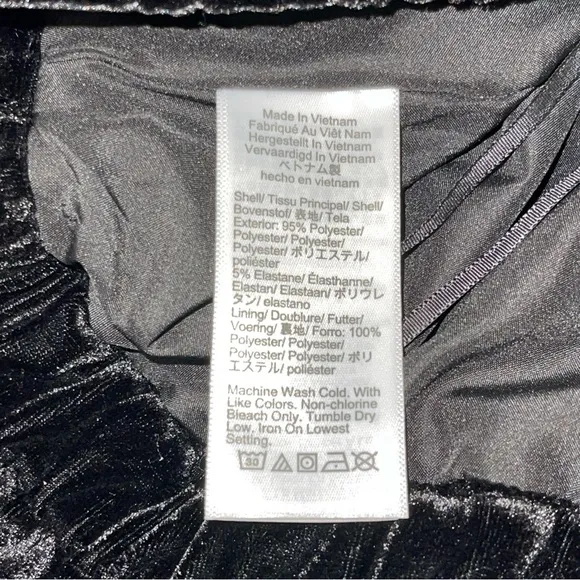 Made In Vietnam
Fabriqué Au Viêt Nam
Hergestellt In Vietnam
Vervaardigd In Vietnam
ベトナム製
hecho en vietnam
Shell/ Tissu Principal/ Shell/
Bovenstof/ 表地/ Tela
Exterior: 95% Polyester/
Polyester/ Polyester/
Polyester/ ポリエステル/
poliéster
5% Elastane/ Élasthanne/
Elastan/ Elastaan/ ポリウレ
タン/ elastano
Lining/ Doublure/ Futter/
Voering/ 裏地/ Forro: 100%
Polyester/ Polyester/
Polyester/ Polyester/ ポリ
エステル/ poliéster
Machine Wash Cold. With
Like Colors. Non-chlorine
Bleach Only. Tumble Dry
Low. Iron On Lowest
Setting.
30